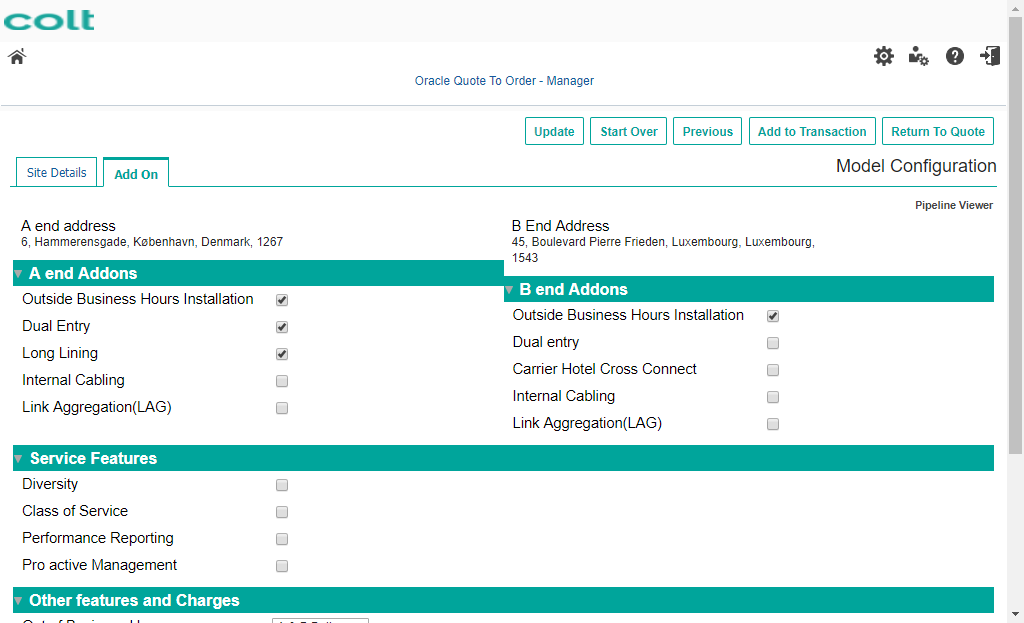 colt
Oracle Quote To Order - Manager
Update
Start Over
Previous
Add to Transaction
Return To Quote
Site Details
Add On
Model Configuration
Pipeline Viewer
A end address
6, Hammerensgade, København, Denmark, 1267
B End Address
45, Boulevard Pierre Frieden, Luxembourg, Luxembourg,
1543
A end Addons
Outside Business Hours Installation
Dual Entry
Long Lining
Internal Cabling
Link Aggregation(LAG)
B end Addons
Outside Business Hours Installation
Dual entry
Carrier Hotel Cross Connect
Internal Cabling
Link Aggregation(LAG)
Service Features
Diversity
Class of Service
Performance Reporting
Pro active Management
Other features and Charges